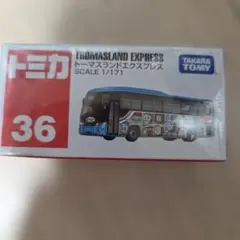 トミカ
36
THOMASLAND EXPRESS
トーマスランドエクスプレス
SCALE 1/171
TAKARA
TOMY